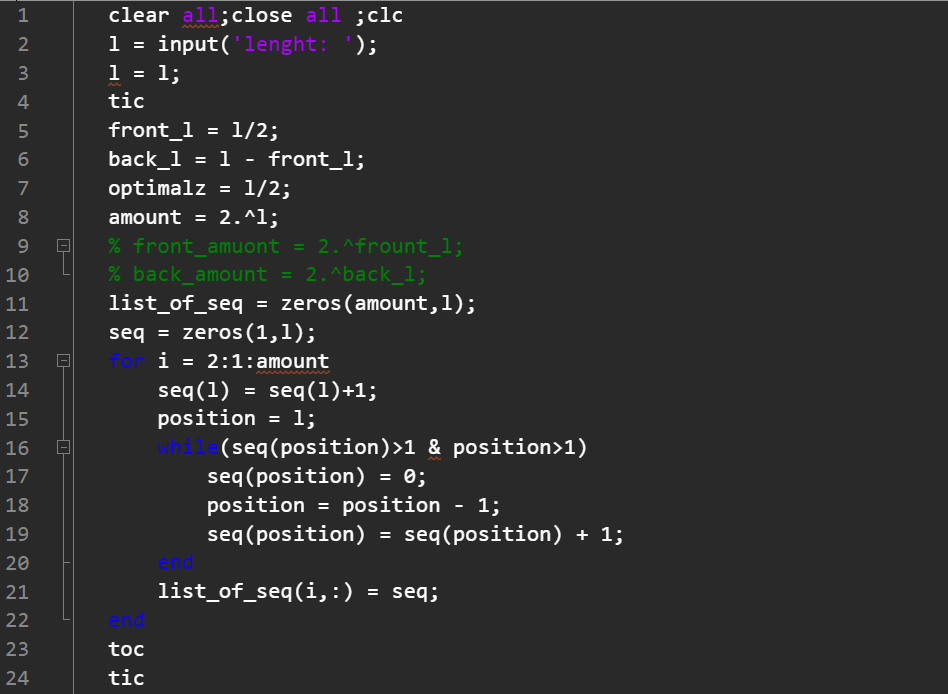 1 clear all;close all ;clc
2 l = input('lenght: ');
3 l = l;
4 tic
5 front_l = l/2;
6 back_l = l - front_l;
7 optimalz = l/2;
8 amount = 2.^l;
9 % front_amuont = 2.^frount_l;
10 % back_amount = 2.^back_l;
11 list_of_seq = zeros(amount,l);
12 seq = zeros(1,l);
13 for i = 2:1:amount
14 seq(l) = seq(l)+1;
15 position = l;
16 while(seq(position)>1 & position>1)
17 seq(position) = 0;
18 position = position - 1;
19 seq(position) = seq(position) + 1;
20 end
21 list_of_seq(i,:) = seq;
22 end
23 toc
24 tic